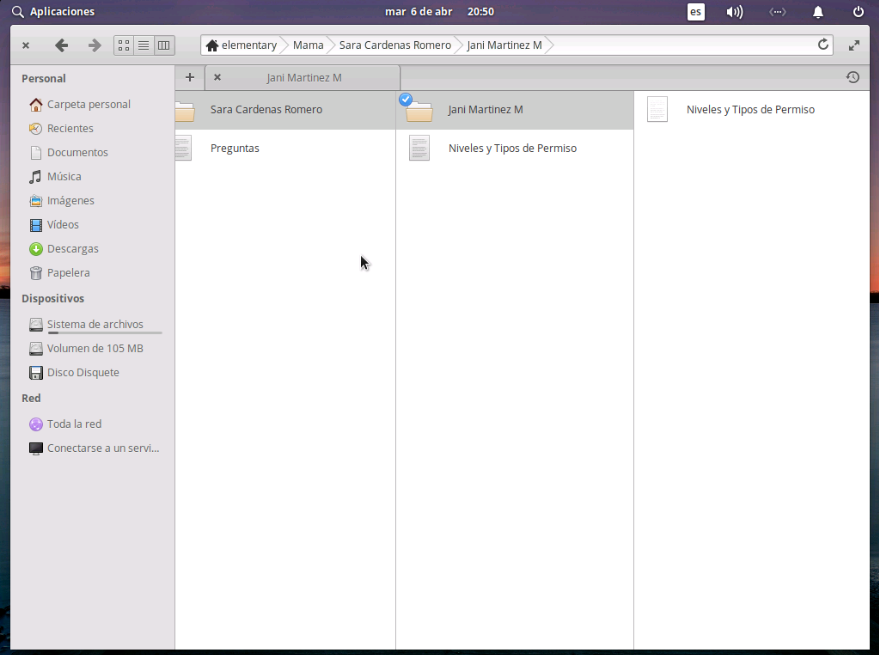 Aplicaciones
mar 6 de abr 20:50
es
elementary
Mama
Sara Cardenas Romero
Jani Martinez M
Personal
Carpeta personal
Recientes
Documentos
Música
Imágenes
Vídeos
Descargas
Papelera
Dispositivos
Sistema de archivos
Volumen de 105 MB
Disco Disquete
Red
Toda la red
Conectarse a un servi...
Jani Martinez M
Sara Cardenas Romero
Preguntas
Jani Martinez M
Niveles y Tipos de Permiso
Niveles y Tipos de Permiso